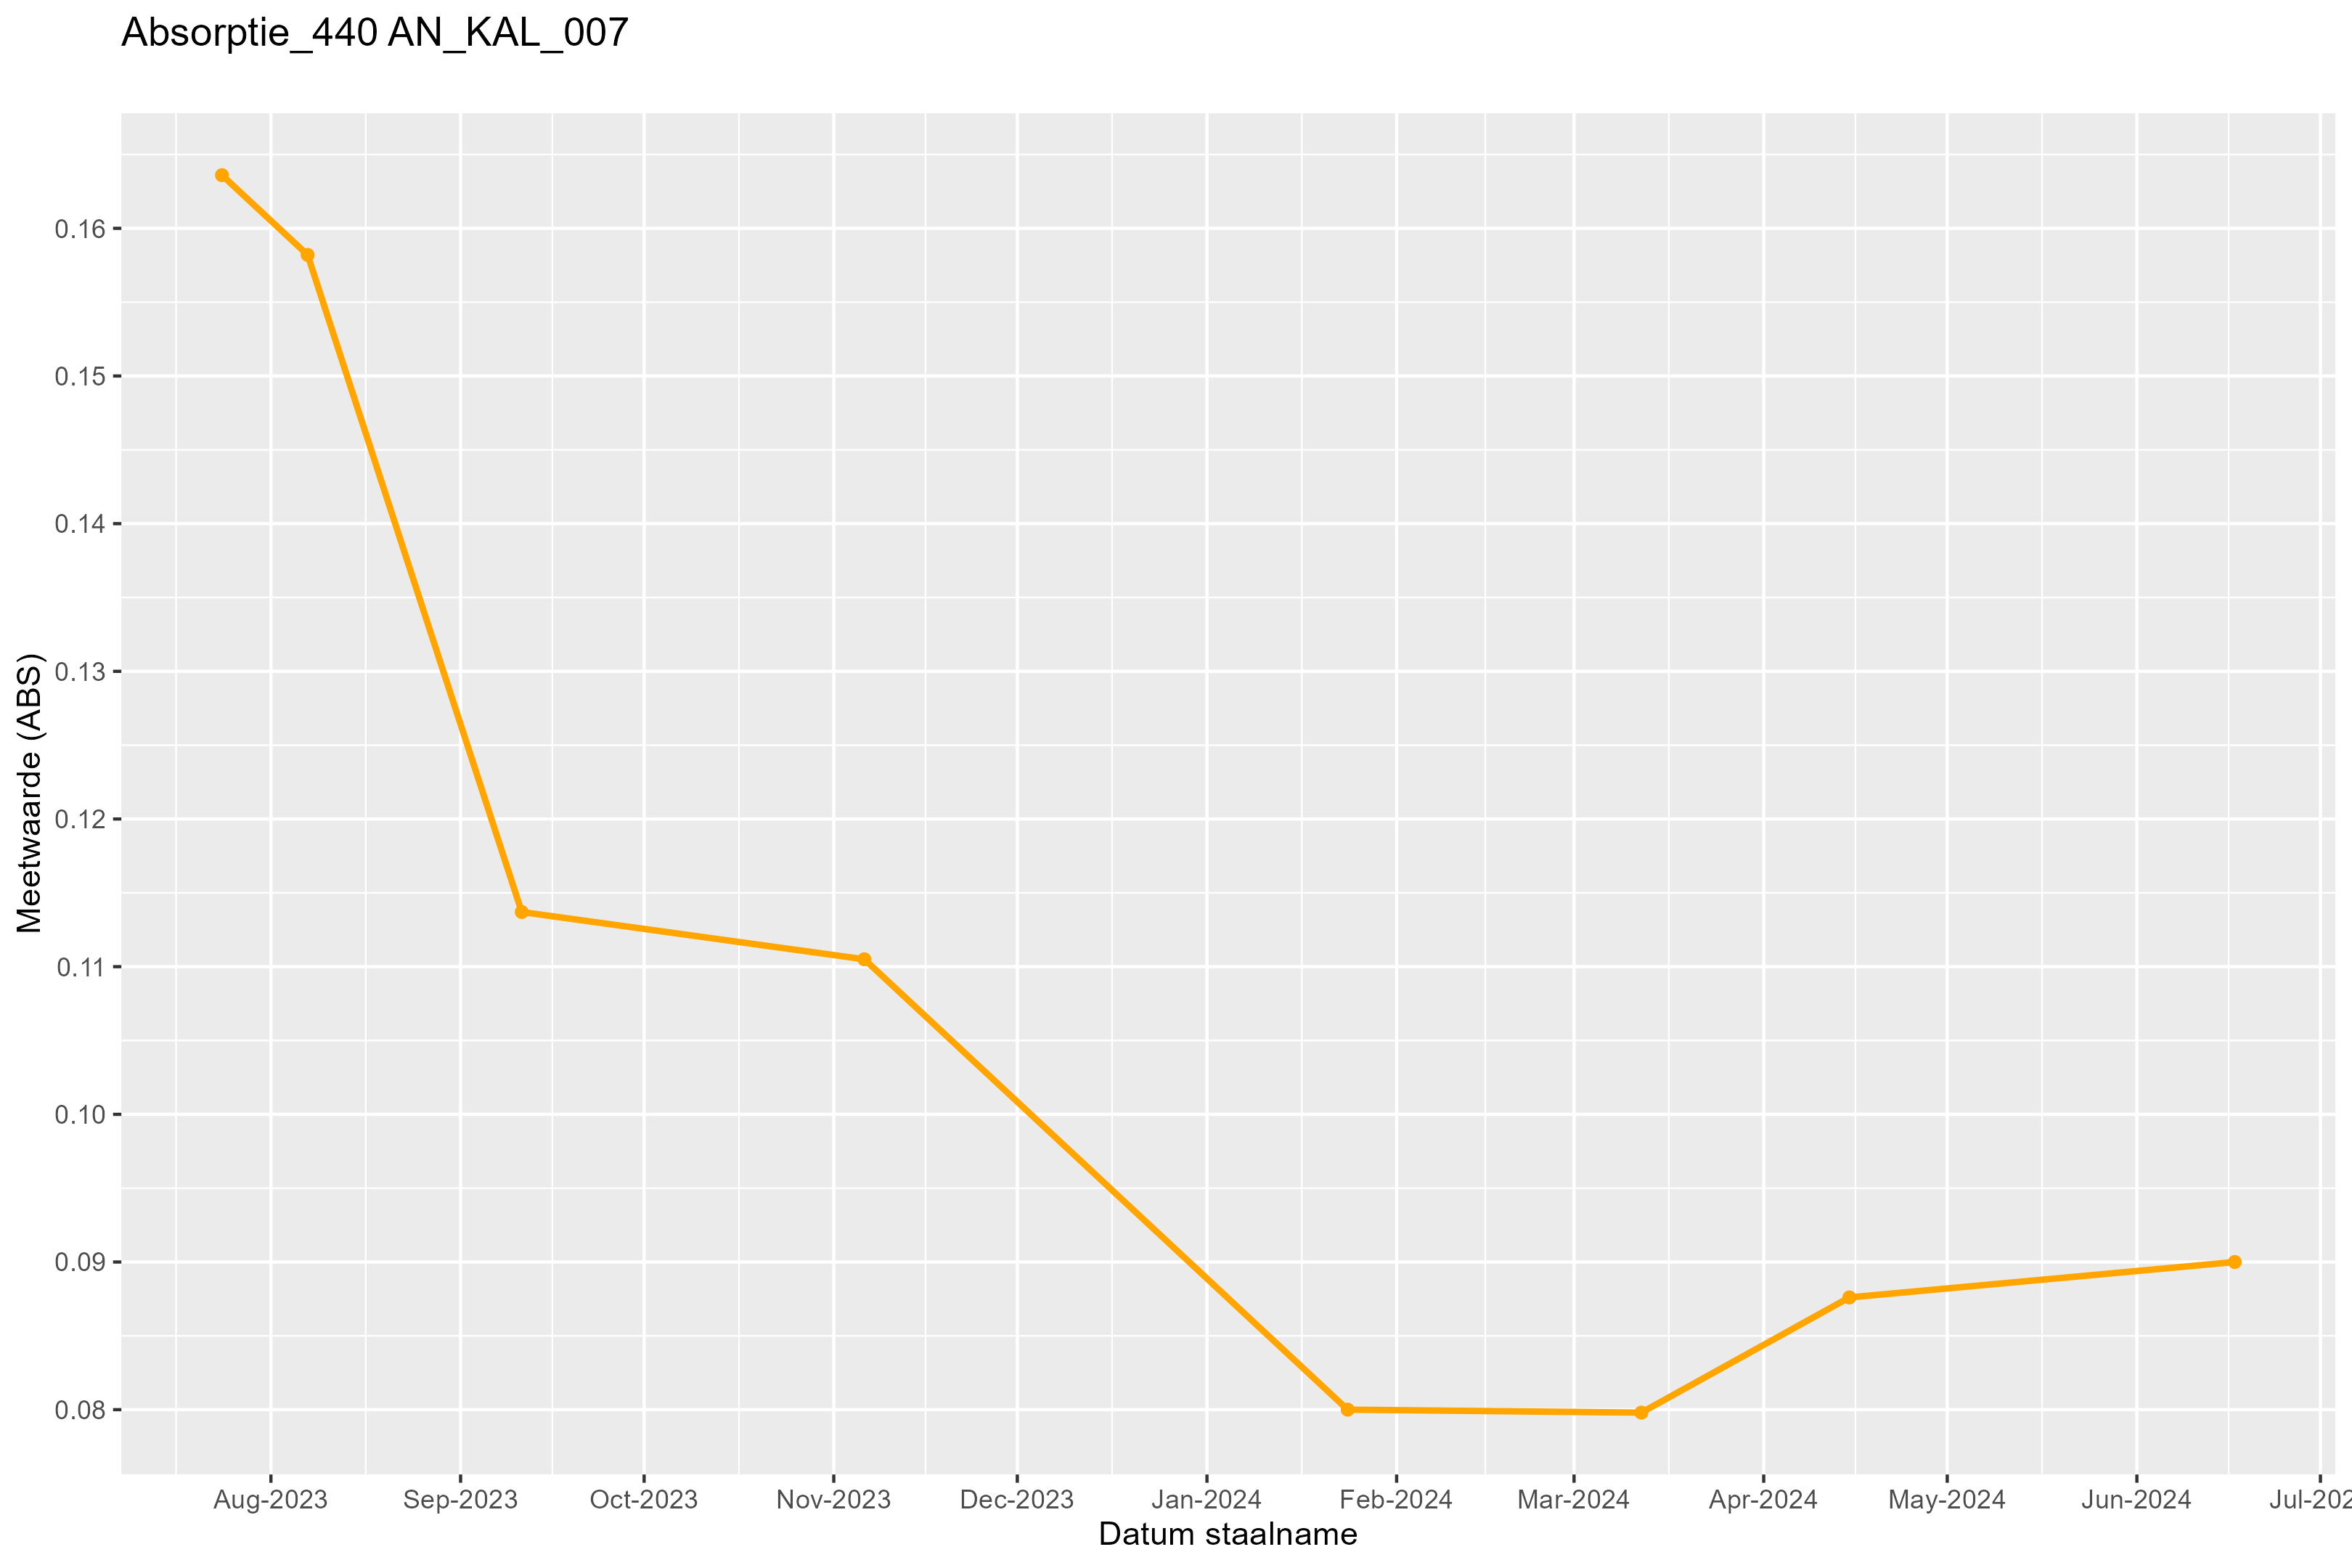 Absorptie_440 AN_KAL_007
Meetwaarde (ABS)
0.16
0.15
0.14
0.13
0.12
0.11
0.10
0.09
0.08
Aug-2023 Sep-2023 Oct-2023 Nov-2023 Dec-2023 Jan-2024 Feb-2024 Mar-2024 Apr-2024 May-2024 Jun-2024 Jul-202
Datum staalname